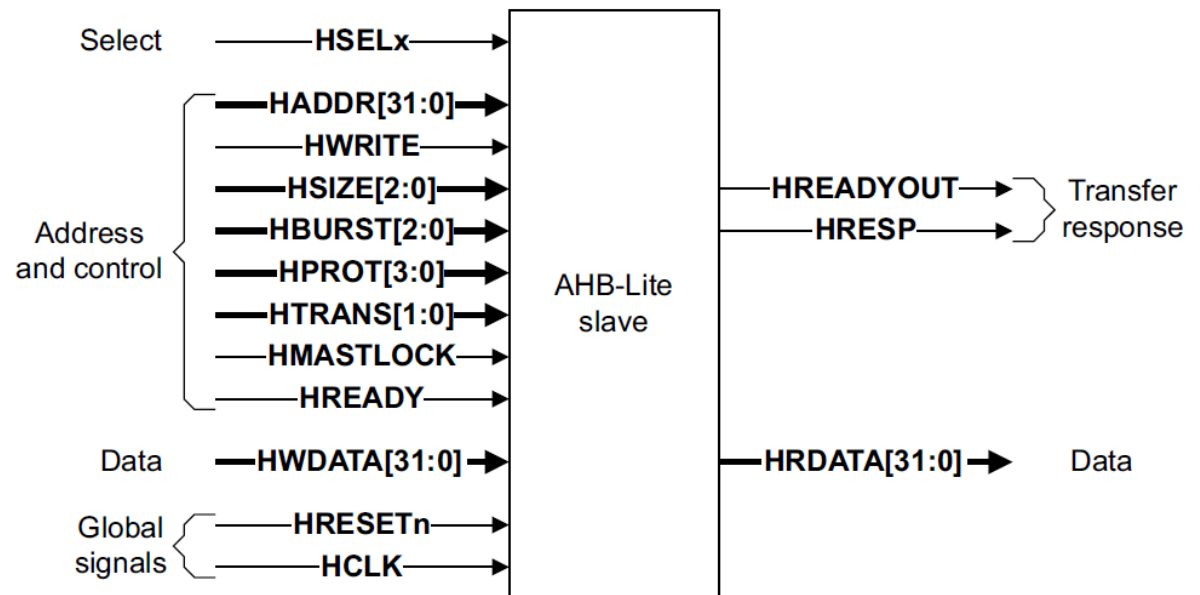 Select
HSELx
HADDR[31:0]
HWRITE
HSIZE[2:0]
HBURST[2:0]
Address
and control
HPROT[3:0]
HTRANS[1:0]
HMASTLOCK
HREADY
Data
HWDATA[31:0]
Global
signals
HRESETn
HCLK
AHB-Lite
slave
HREADYOUT
HRESP
Transfer
response
HRDATA[31:0]
Data